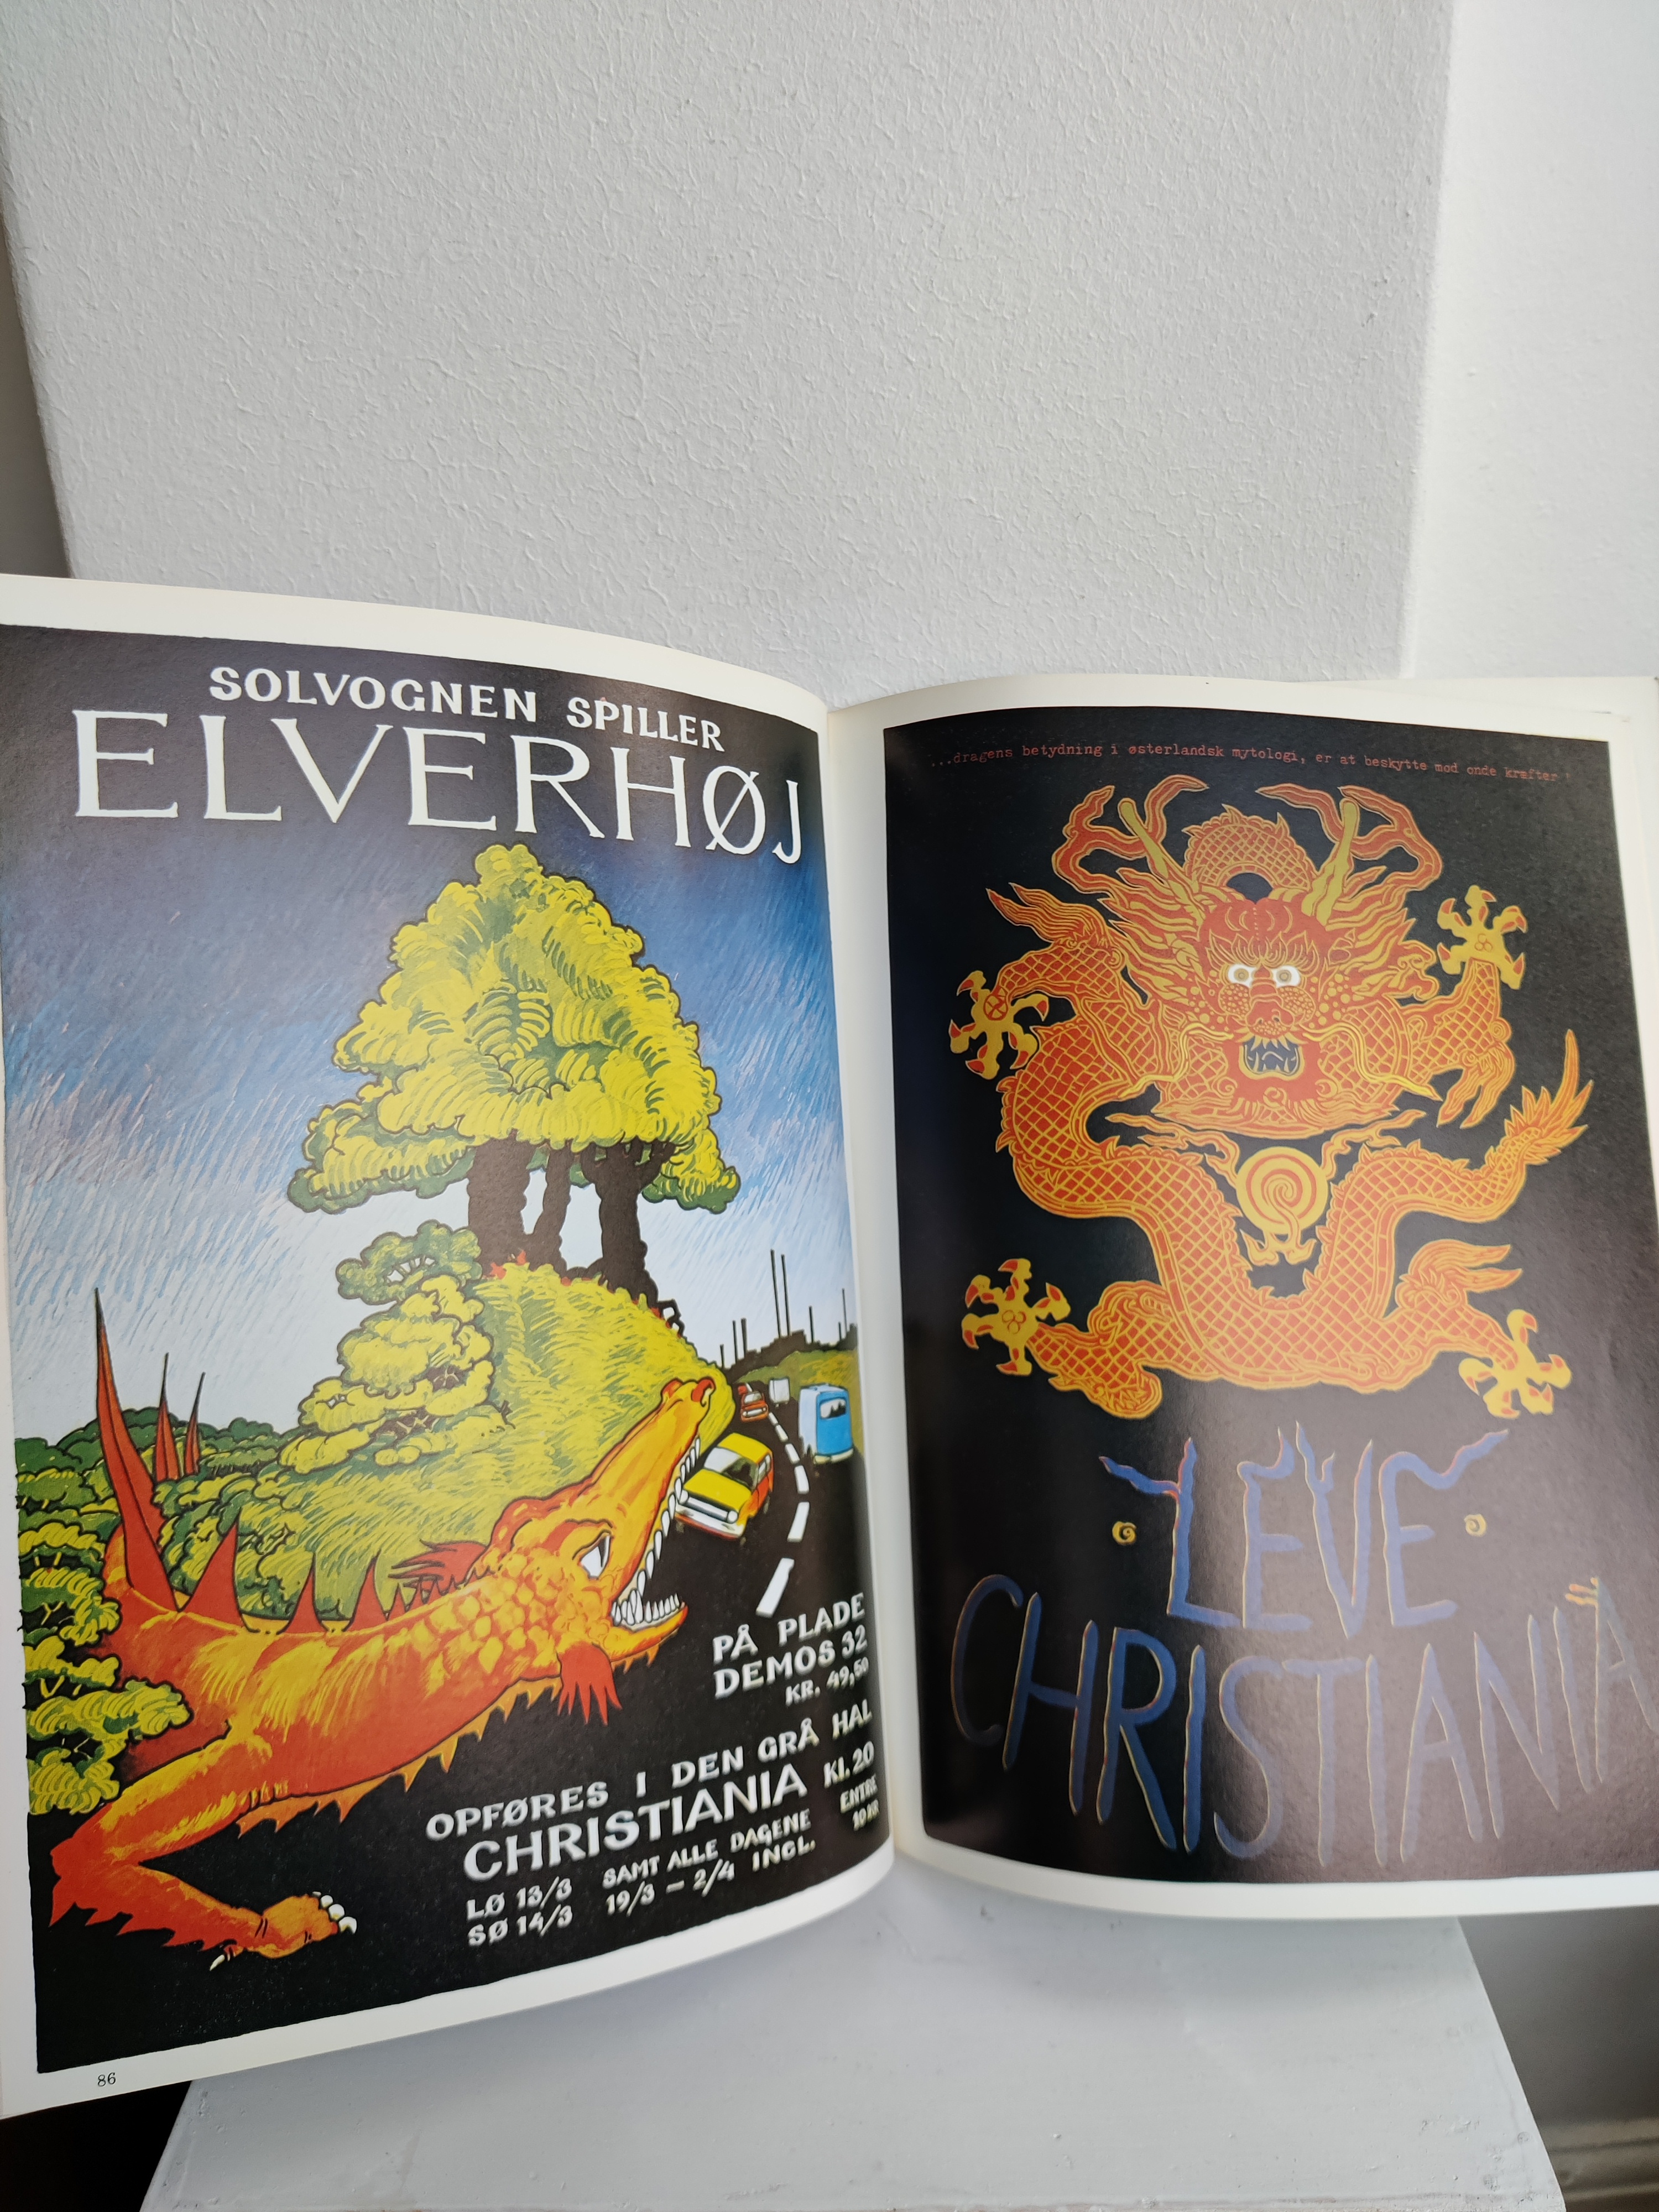 SOLVOGNEN SPILLER
ELVERHØJ
PÅ PLADE
DEMOS 32
KR. 49,50
OPFØRES I DEN GRÅ HAL
CHRISTIANIA KL. 20
LØ 13/3 SAMT ALLE DAGENE ENTRE
SØ 14/3 19/3 – 2/4 INCL. 10 KR
86
...dragens betydning i østerlandsk mytologi, er at beskytte mod onde kræfter!
LEVE
CHRISTIANIA